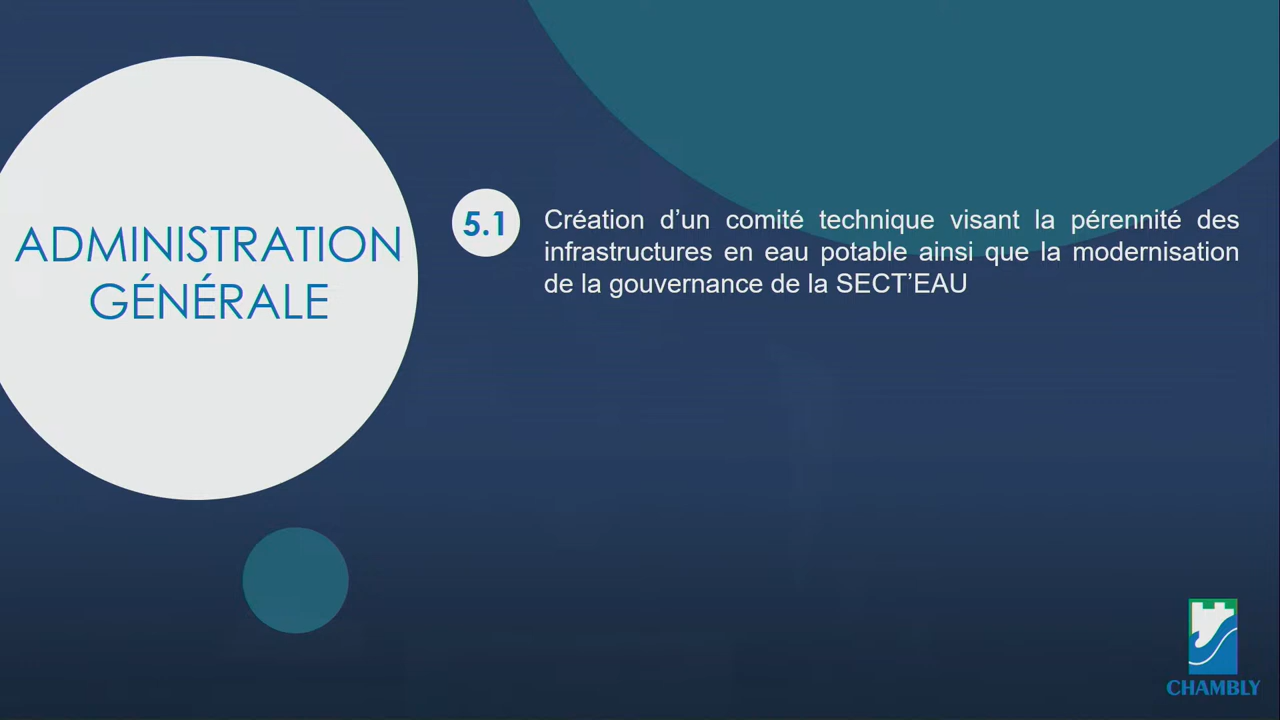 ADMINISTRATION
GÉNÉRALE
5.1
Création d’un comité technique visant la pérennité des
infrastructures en eau potable ainsi que la modernisation
de la gouvernance de la SECT’EAU
CHAMBLY